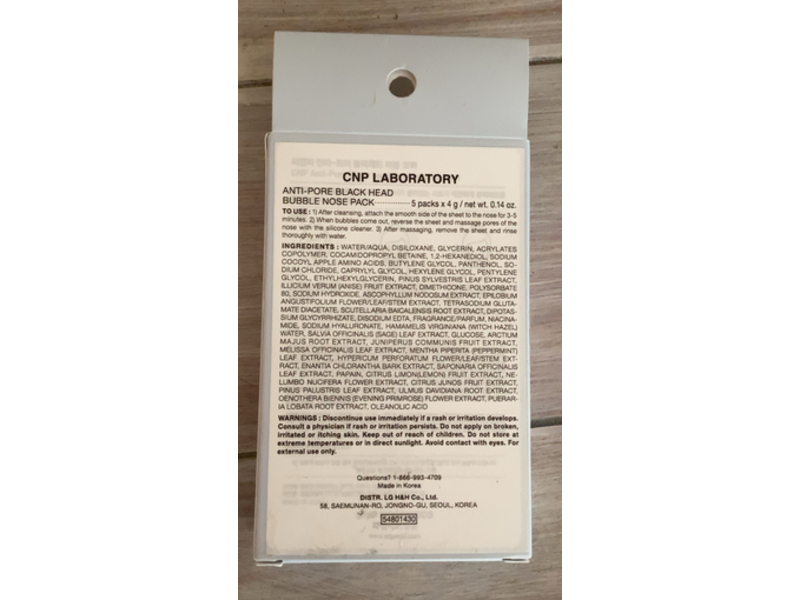 CNP LABORATORY
ANTI-PORE BLACK HEAD
BUBBLE NOSE PACK 5 packs x 4 g / net wt. 0.14 oz.
TO USE : 1) After cleansing, attach the smooth side of the sheet to the nose for 3-5
minutes. 2) When bubbles come out, reverse the sheet and massage pores of the
nose with the silicone cleaner. 3) After massaging, remove the sheet and rinse
thoroughly with water.
INGREDIENTS : WATER/AQUA, DISILOXANE, GLYCERIN, ACRYLATES
COPOLYMER, COCAMIDOPROPYL BETAINE, 1,2-HEXANEDIOL, SODIUM
COCOYL APPLE AMINO ACIDS, BUTYLENE GLYCOL, PANTHENOL, SO-
DIUM CHLORIDE, CAPRYLYL GLYCOL, HEXYLENE GLYCOL, PENTYLENE
GLYCOL, ETHYLHEXYLGLYCERIN, PINUS SYLVESTRIS LEAF EXTRACT,
ILLICIUM VERUM (ANISE) FRUIT EXTRACT, DIMETHICONE, POLYSORBATE
80, SODIUM HYDROXIDE, ASCOPHYLLUM NODOSUM EXTRACT, EPILOBIUM
ANGUSTIFOLIUM FLOWER/LEAF/STEM EXTRACT, TETRASODIUM GLUTA-
MATE DIACETATE, SCUTELLARIA BAICALENSIS ROOT EXTRACT, DIPOTAS-
SIUM GLYCYRRHIZATE, DISODIUM EDTA, FRAGRANCE/PARFUM, NIACINA-
MIDE, SODIUM HYALURONATE, HAMAMELIS VIRGINIANA (WITCH HAZEL)
WATER, SALVIA OFFICINALIS (SAGE) LEAF EXTRACT, GLUCOSE, ARCTIUM
MAJUS ROOT EXTRACT, JUNIPERUS COMMUNIS FRUIT EXTRACT,
MELISSA OFFICINALIS LEAF EXTRACT, MENTHA PIPERITA (PEPPERMINT)
LEAF EXTRACT, HYPERICUM PERFORATUM FLOWER/LEAF/STEM EXT-
RACT, ENANTIA CHLORANTHA BARK EXTRACT, SAPONARIA OFFICINALIS
LEAF EXTRACT, PAPAIN, CITRUS LIMON(LEMON) FRUIT EXTRACT, NE-
LUMBO NUCIFERA FLOWER EXTRACT, CITRUS JUNOS FRUIT EXTRACT,
PINUS PALUSTRIS LEAF EXTRACT, ULMUS DAVIDIANA ROOT EXTRACT,
OENOTHERA BIENNIS (EVENING PRIMROSE) FLOWER EXTRACT, PUERAR-
IA LOBATA ROOT EXTRACT, OLEANOLIC ACID
WARNINGS : Discontinue use immediately if a rash or irritation develops.
Consult a physician if rash or irritation persists. Do not apply on broken,
irritated or itching skin. Keep out of reach of children. Do not store at
extreme temperatures or in direct sunlight. Avoid contact with eyes. For
external use only.
Questions? 1-866-993-4709
Made in Korea
DISTR. LG H&H Co., Ltd.
58, SAEMUNAN-RO, JONGNO-GU, SEOUL, KOREA
54801430